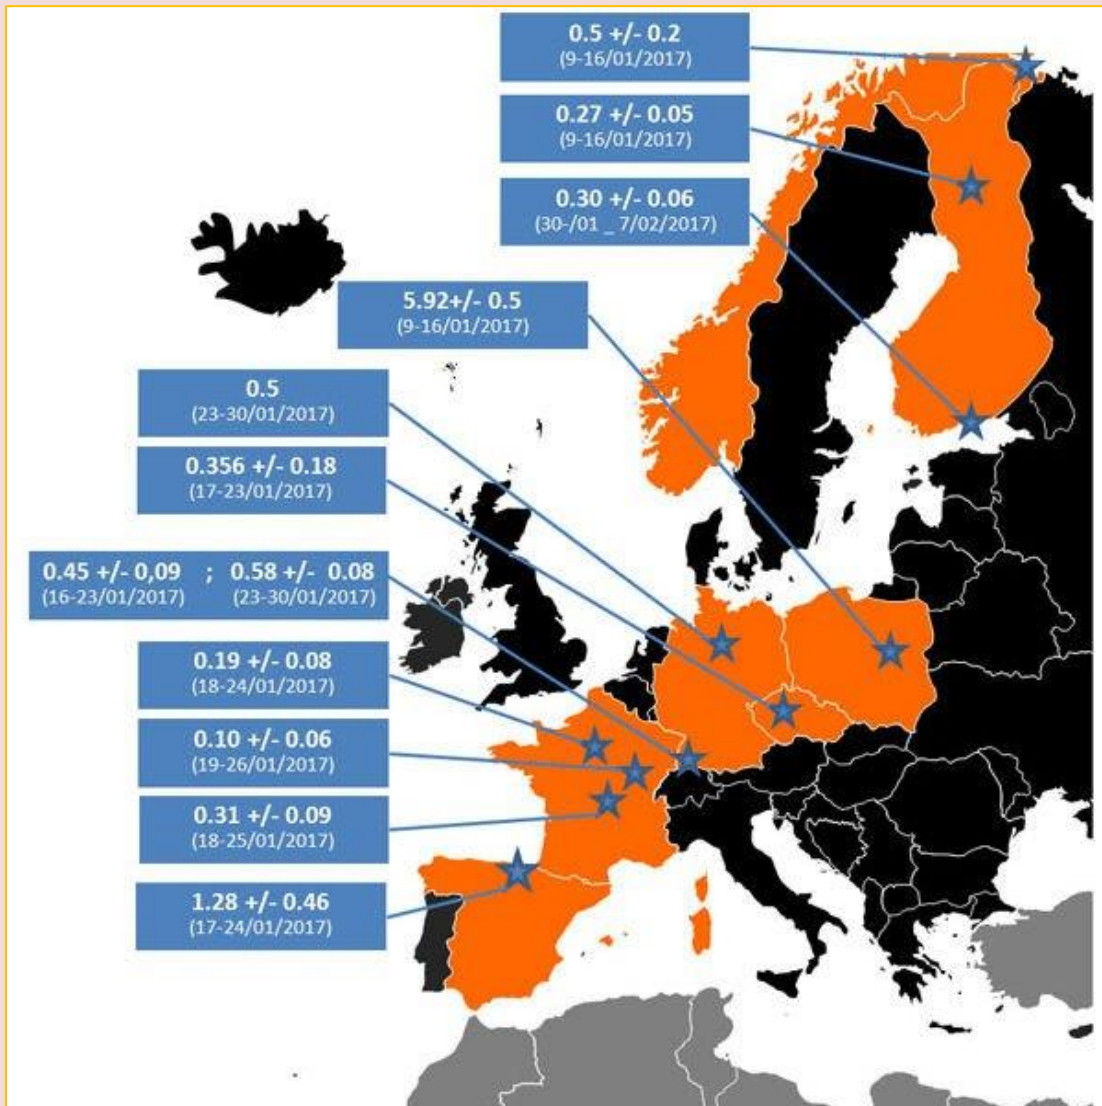 0.5 +/- 0.2
(9-16/01/2017)
0.27 +/- 0.05
(9-16/01/2017)
0.30 +/- 0.06
(30-/01 _ 7/02/2017)
5.92+/- 0.5
(9-16/01/2017)
0.5
(23-30/01/2017)
0.356 +/- 0.18
(17-23/01/2017)
0.45 +/- 0,09 ; 0.58 +/- 0.08
(16-23/01/2017) (23-30/01/2017)
0.19 +/- 0.08
(18-24/01/2017)
0.10 +/- 0.06
(19-26/01/2017)
0.31 +/- 0.09
(18-25/01/2017)
1.28 +/- 0.46
(17-24/01/2017)